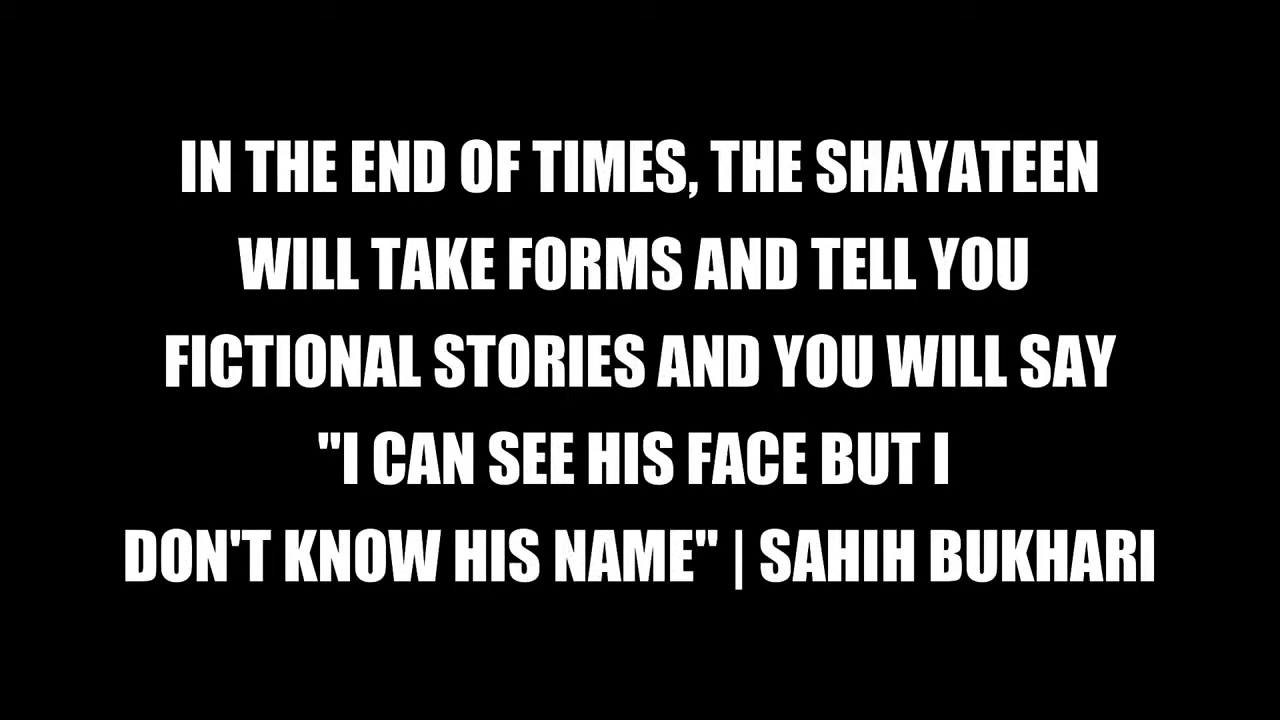 IN THE END OF TIMES, THE SHAYATEEN
WILL TAKE FORMS AND TELL YOU
FICTIONAL STORIES AND YOU WILL SAY
"I CAN SEE HIS FACE BUT I
DON'T KNOW HIS NAME" | SAHIH BUKHARI